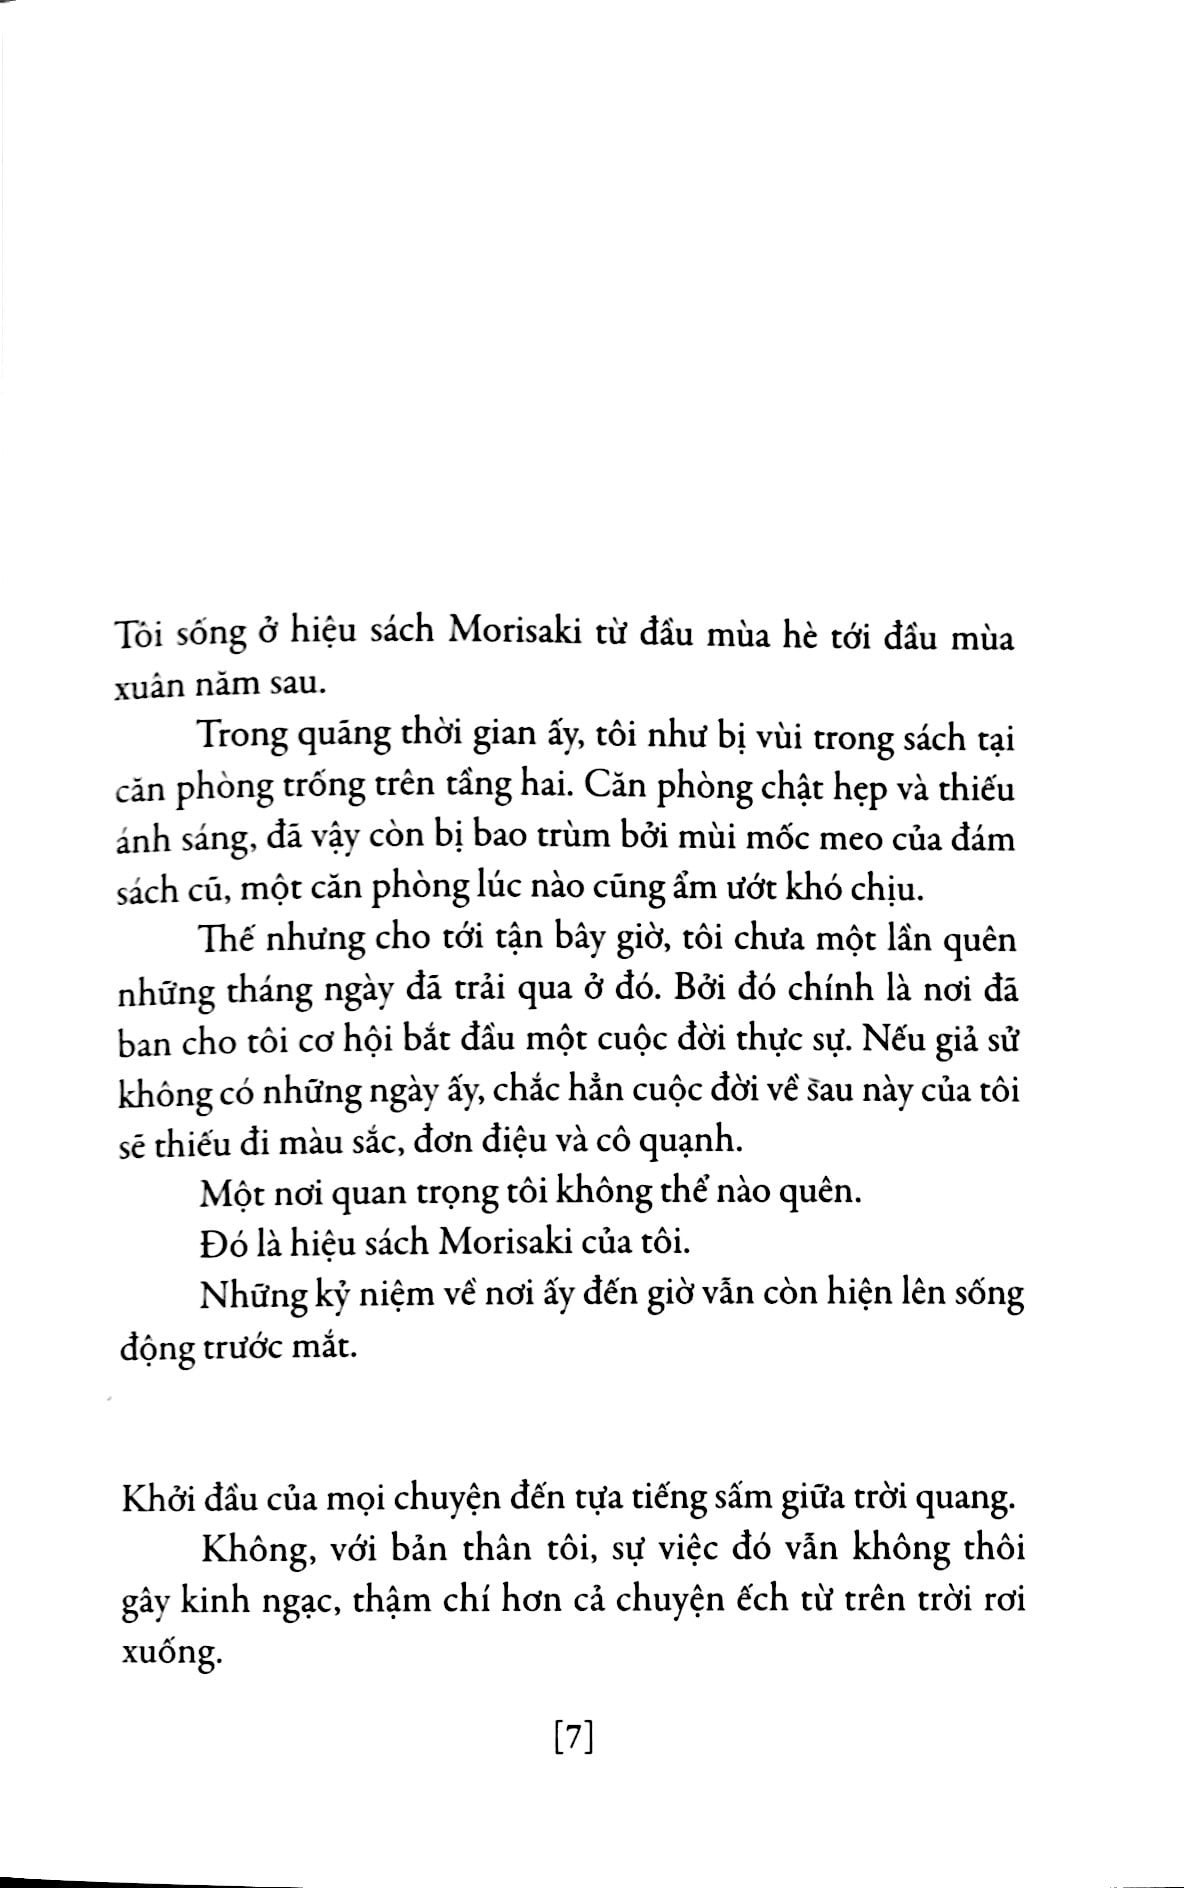 Tôi sống ở hiệu sách Morisaki từ đầu mùa hè tới đầu mùa
xuân năm sau.
Trong quãng thời gian ấy, tôi như bị vùi trong sách tại
căn phòng trống trên tầng hai. Căn phòng chật hẹp và thiếu
ánh sáng, đã vậy còn bị bao trùm bởi mùi mốc meo của đám
sách cũ, một căn phòng lúc nào cũng ẩm ướt khó chịu.
Thế nhưng cho tới tận bây giờ, tôi chưa một lần quên
những tháng ngày đã trải qua ở đó. Bởi đó chính là nơi đã
ban cho tôi cơ hội bắt đầu một cuộc đời thực sự. Nếu giả sử
không có những ngày ấy, chắc hẳn cuộc đời về sau này của tôi
sẽ thiếu đi màu sắc, đơn điệu và cô quạnh.
Một nơi quan trọng tôi không thể nào quên.
Đó là hiệu sách Morisaki của tôi.
Những kỷ niệm về nơi ấy đến giờ vẫn còn hiện lên sống
động trước mắt.
Khởi đầu của mọi chuyện đến tựa tiếng sấm giữa trời quang.
Không, với bản thân tôi, sự việc đó vẫn không thôi
gây kinh ngạc, thậm chí hơn cả chuyện ếch từ trên trời rơi
xuống.
[7]